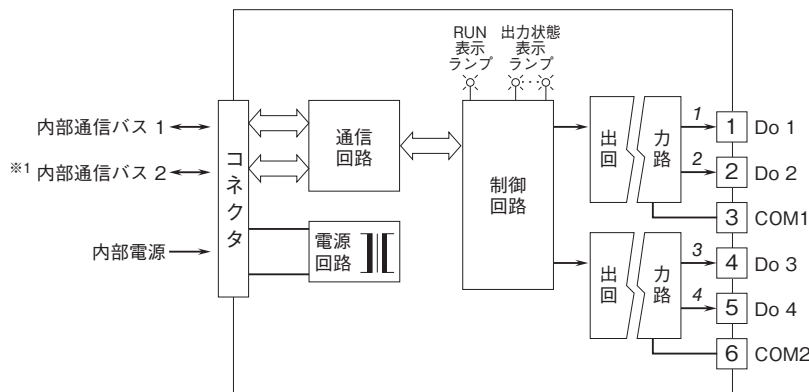 RUN
表示
ランプ
出力状態
表示
ランプ
内部通信バス 1
※1 内部通信バス 2
内部電源
コネクタ
通信
回路
電源
回路
制御
回路
出力
回路
1
2
1 Do 1
2 Do 2
3 COM1
出力
回路
3
4
4 Do 3
5 Do 4
6 COM2